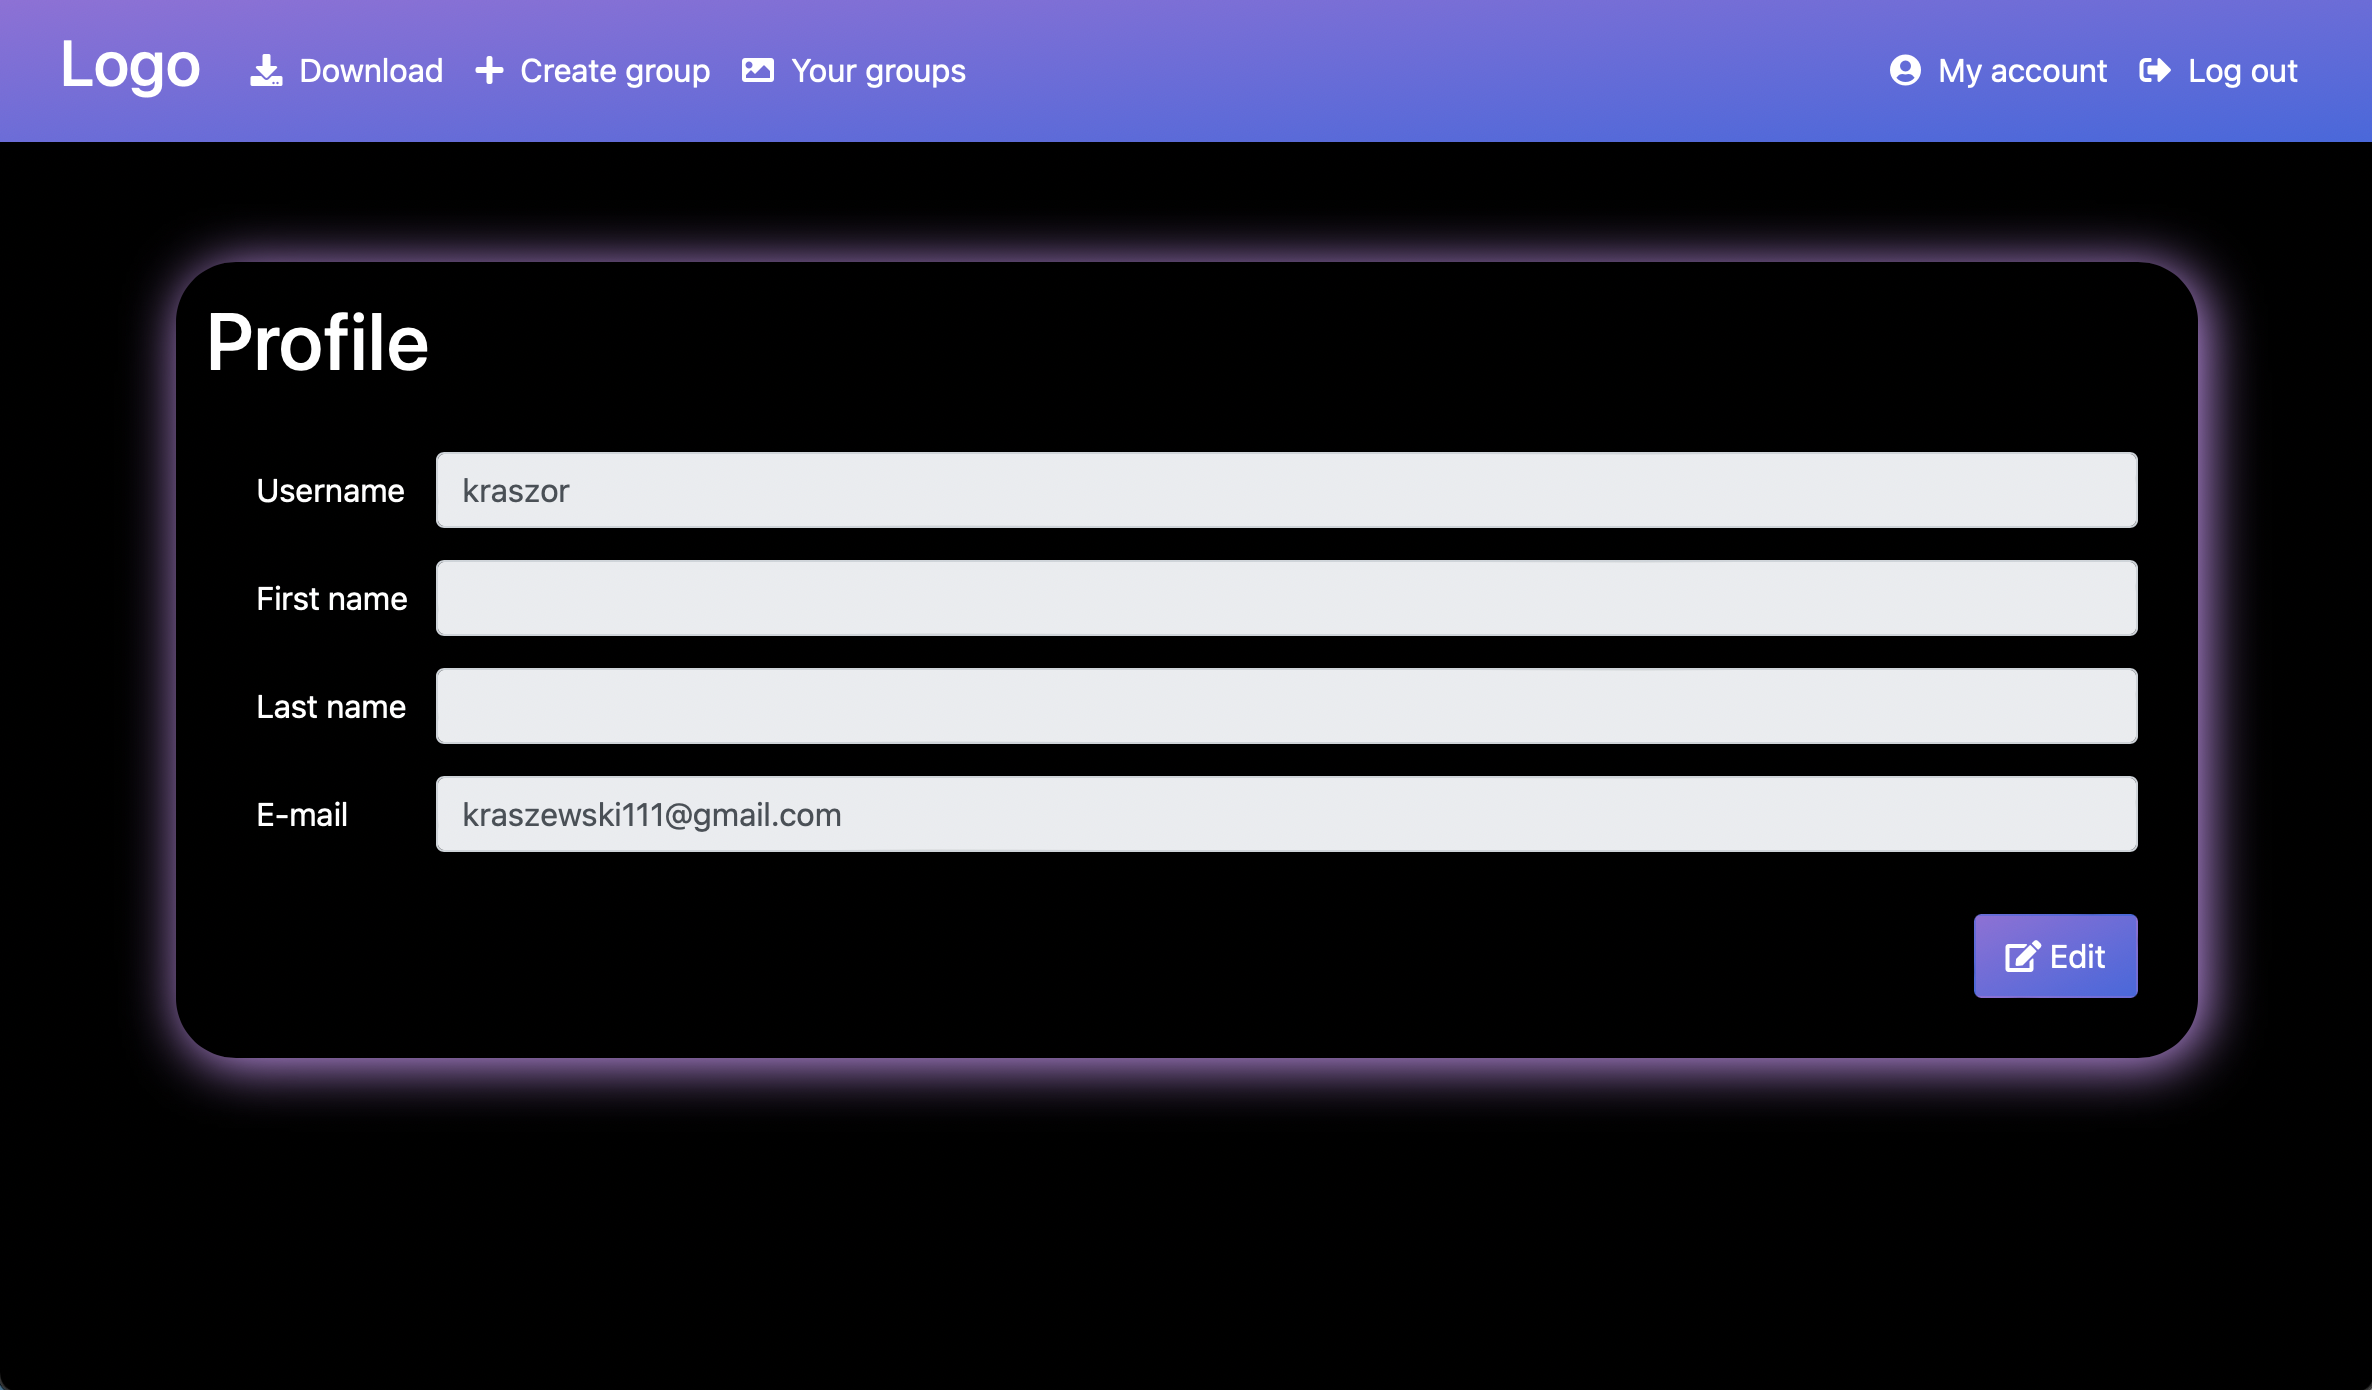 Logo Download Create group Your groups My account Log out
Profile
Username kraszor
First name
Last name
E-mail kraszewski111@gmail.com
Edit